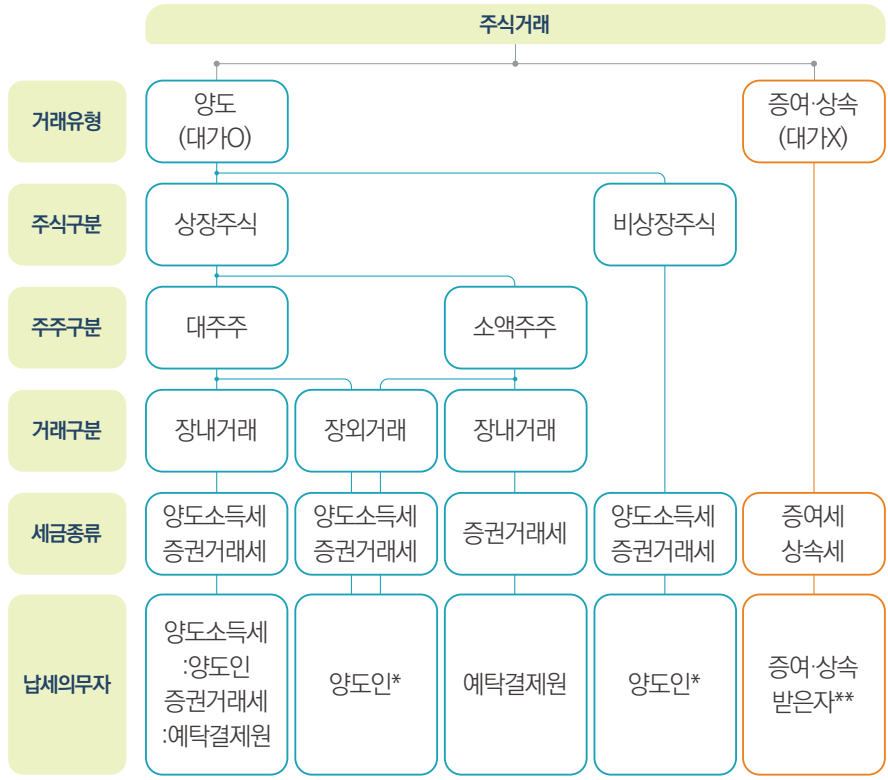 주식거래
거래유형
양도
(대가O)
증여·상속
(대가X)
주식구분
상장주식
비상장주식
주주구분
대주주
소액주주
거래구분
장내거래
장외거래
장내거래
세금종류
양도소득세
증권거래세
양도소득세
증권거래세
증권거래세
양도소득세
증권거래세
증여세
상속세
납세의무자
양도소득세
:양도인
증권거래세
:예탁결제원
양도인*
예탁결제원
양도인*
증여·상속
받은자**